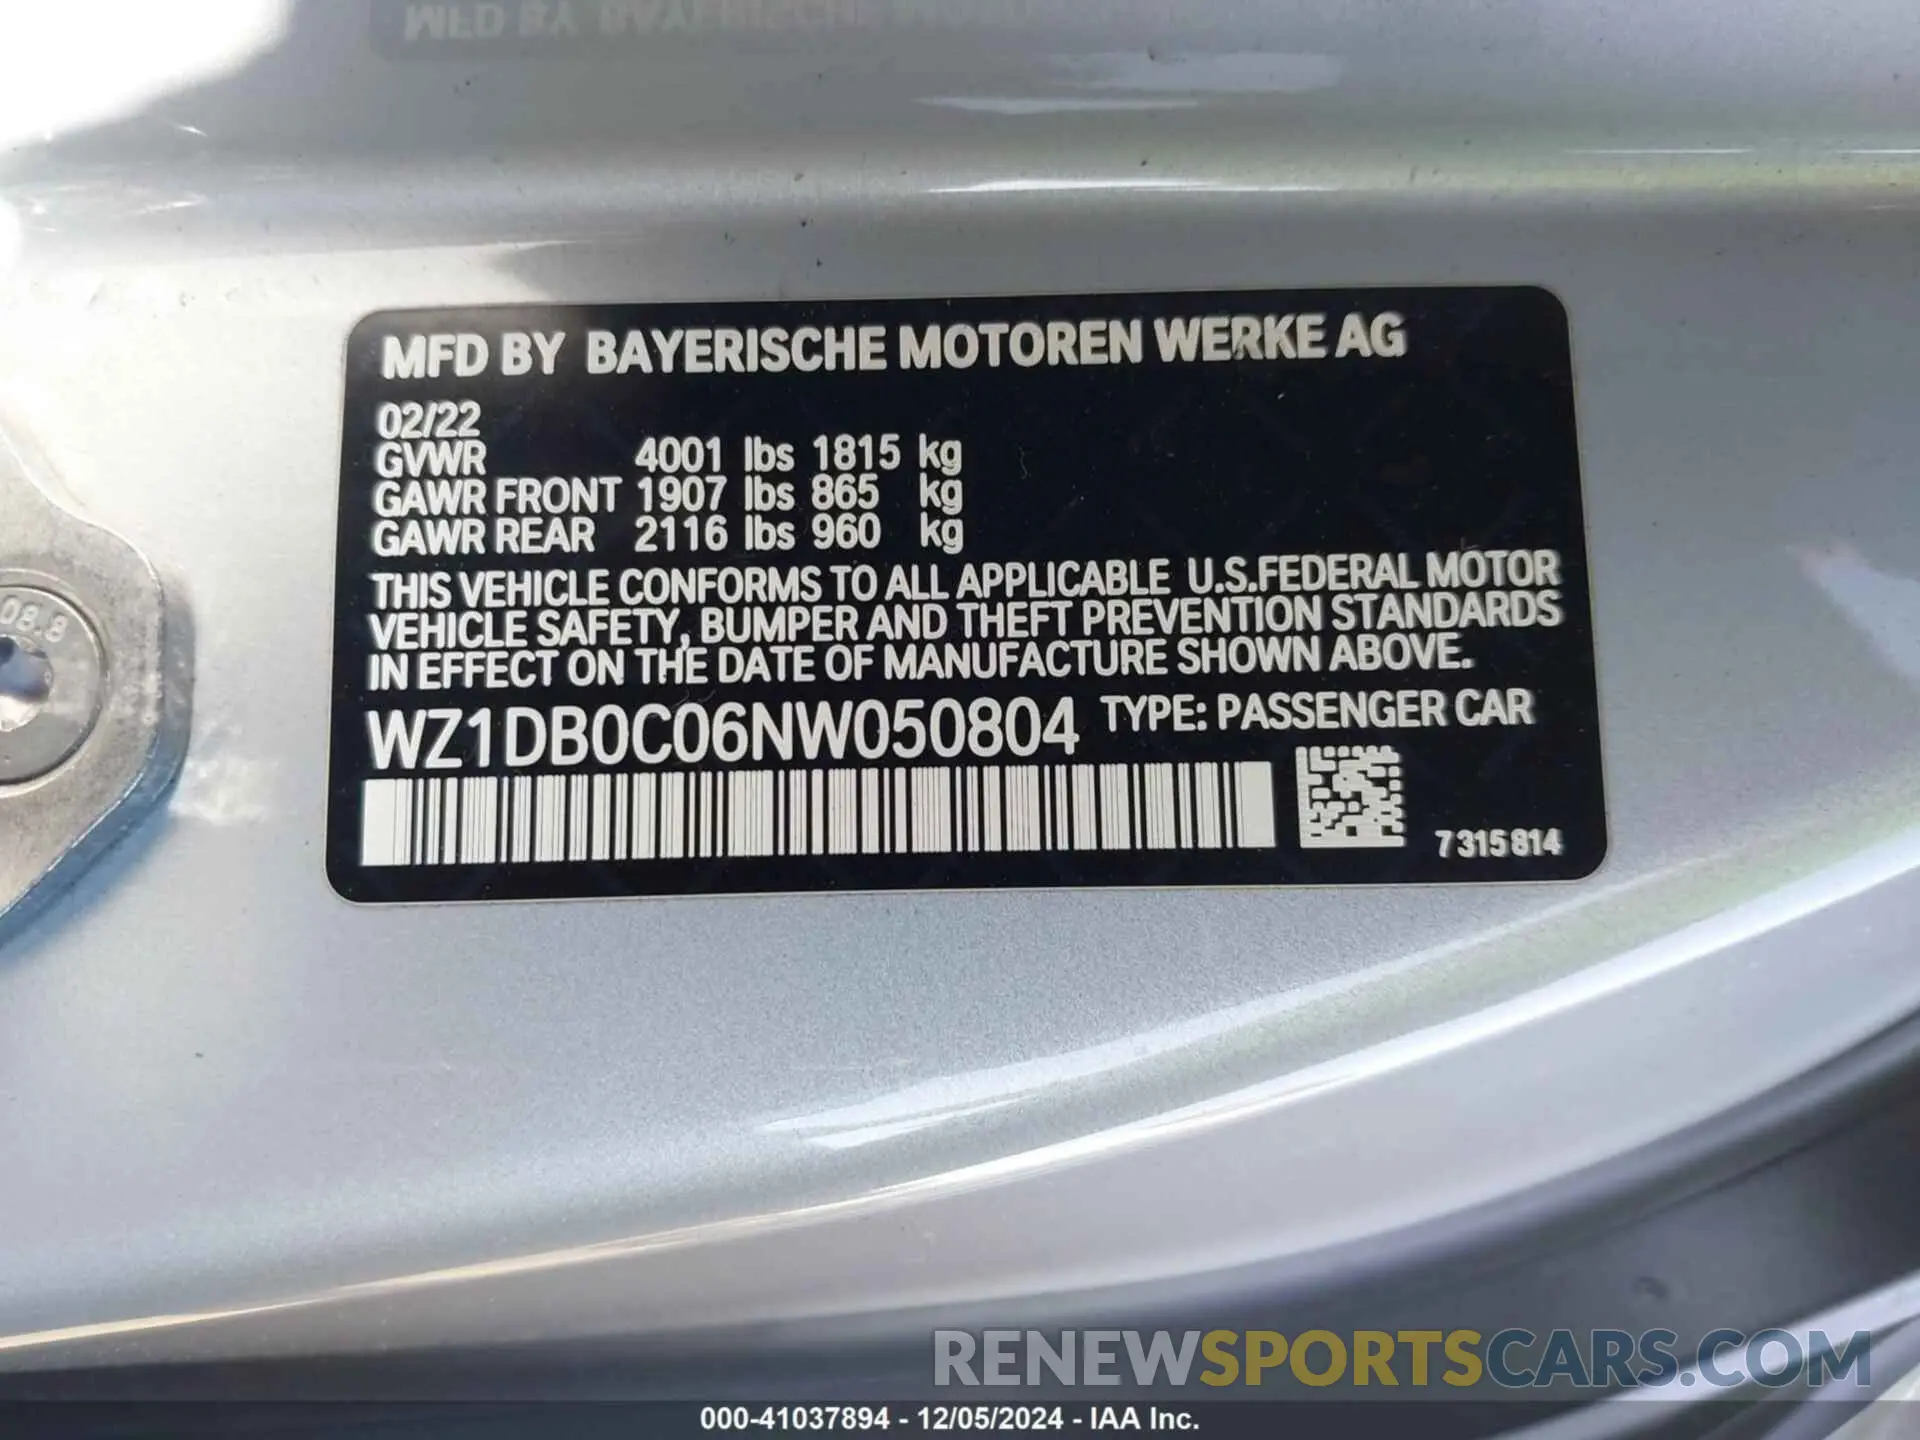 MFD BY BAYERISCHE MOTOREN WERKE AG
02/22
GVWR 4001 lbs 1815 kg
GAWR FRONT 1907 lbs 865 kg
GAWR REAR 2116 lbs 960 kg
THIS VEHICLE CONFORMS TO ALL APPLICABLE U.S.FEDERAL MOTOR
VEHICLE SAFETY, BUMPER AND THEFT PREVENTION STANDARDS
IN EFFECT ON THE DATE OF MANUFACTURE SHOWN ABOVE.
WZ1DB0C06NW050804 TYPE: PASSENGER CAR
7315814
08.8
RENEWSPORTSCARS.COM
000-41037894 - 12/05/2024 - IAA Inc.